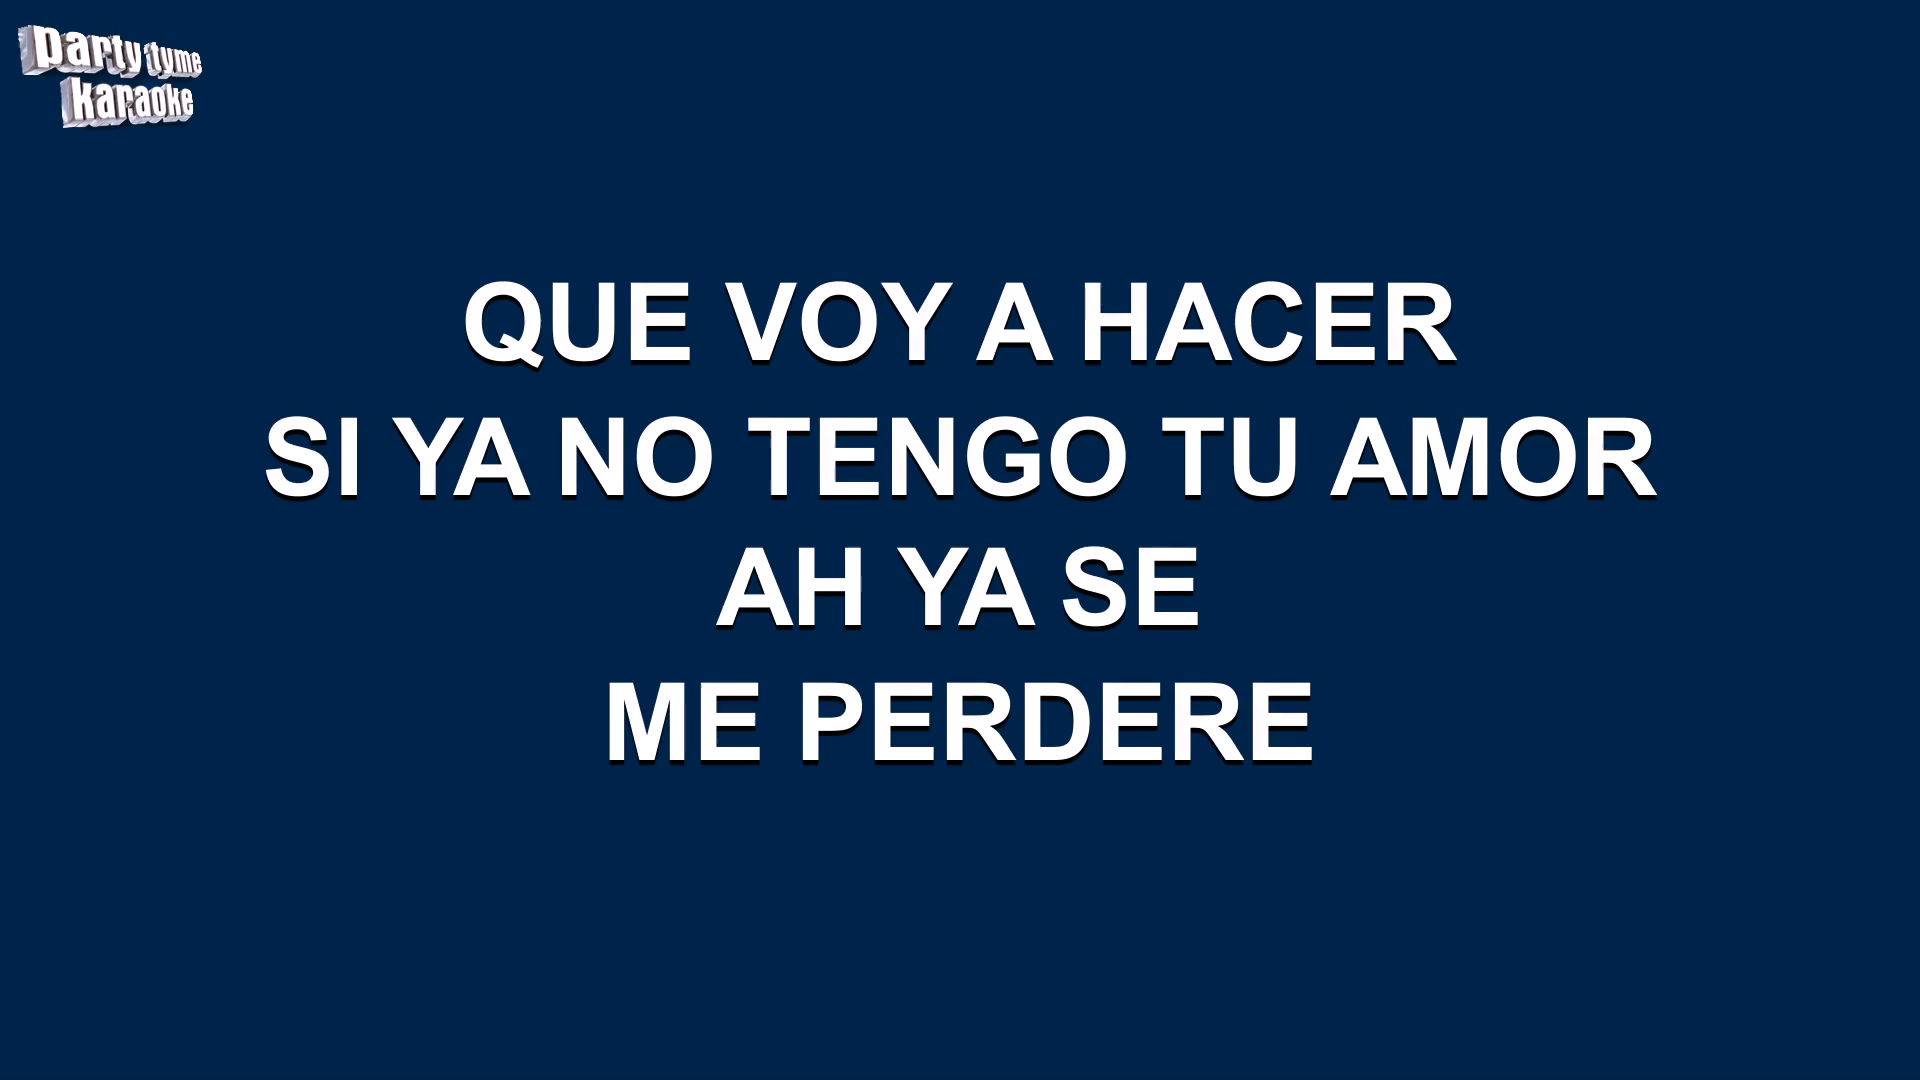 party tyme
karaoke
QUE VOY A HACER
SI YA NO TENGO TU AMOR
AH YA SE
ME PERDERE